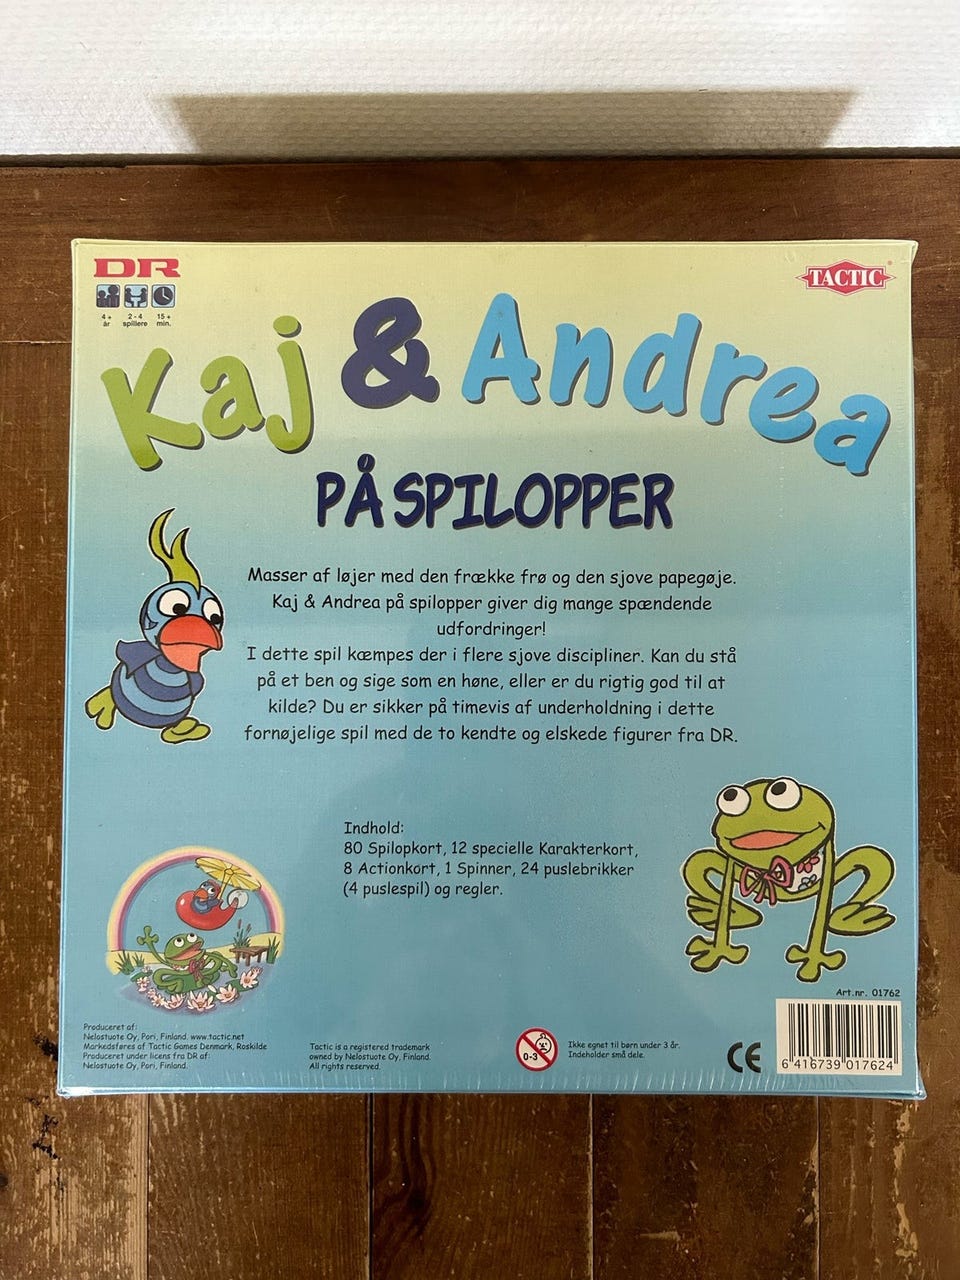 DR
TACTIC
4+ år
2-4 spillere
15+ min.
Kaj & Andrea
PÅ SPILOPPER
Masser af løjer med den frække frø og den sjove papegøje.
Kaj & Andrea på spilopper giver dig mange spændende
udfordringer!
I dette spil kæmpes der i flere sjove discipliner. Kan du stå
på et ben og sige som en høne, eller er du rigtig god til at
kilde? Du er sikker på timevis af underholdning i dette
fornøjelige spil med de to kendte og elskede figurer fra DR.
Indhold:
80 Spilopkort, 12 specielle Karakterkort,
8 Actionkort, 1 Spinner, 24 puslebrikker
(4 puslespil) og regler.
Art.nr. 01762
Produceret af:
Nelostuote Oy, Pori, Finland. www.tactic.net
Markedsføres af Tactic Games Denmark, Roskilde
Produceret under licens fra DR af:
Nelostuote Oy, Pori, Finland.
Tactic is a registered trademark
owned by Nelostuote Oy, Finland.
All rights reserved.
0-3
Ikke egnet til børn under 3 år.
Indeholder små dele.
CE
6 416739 017624